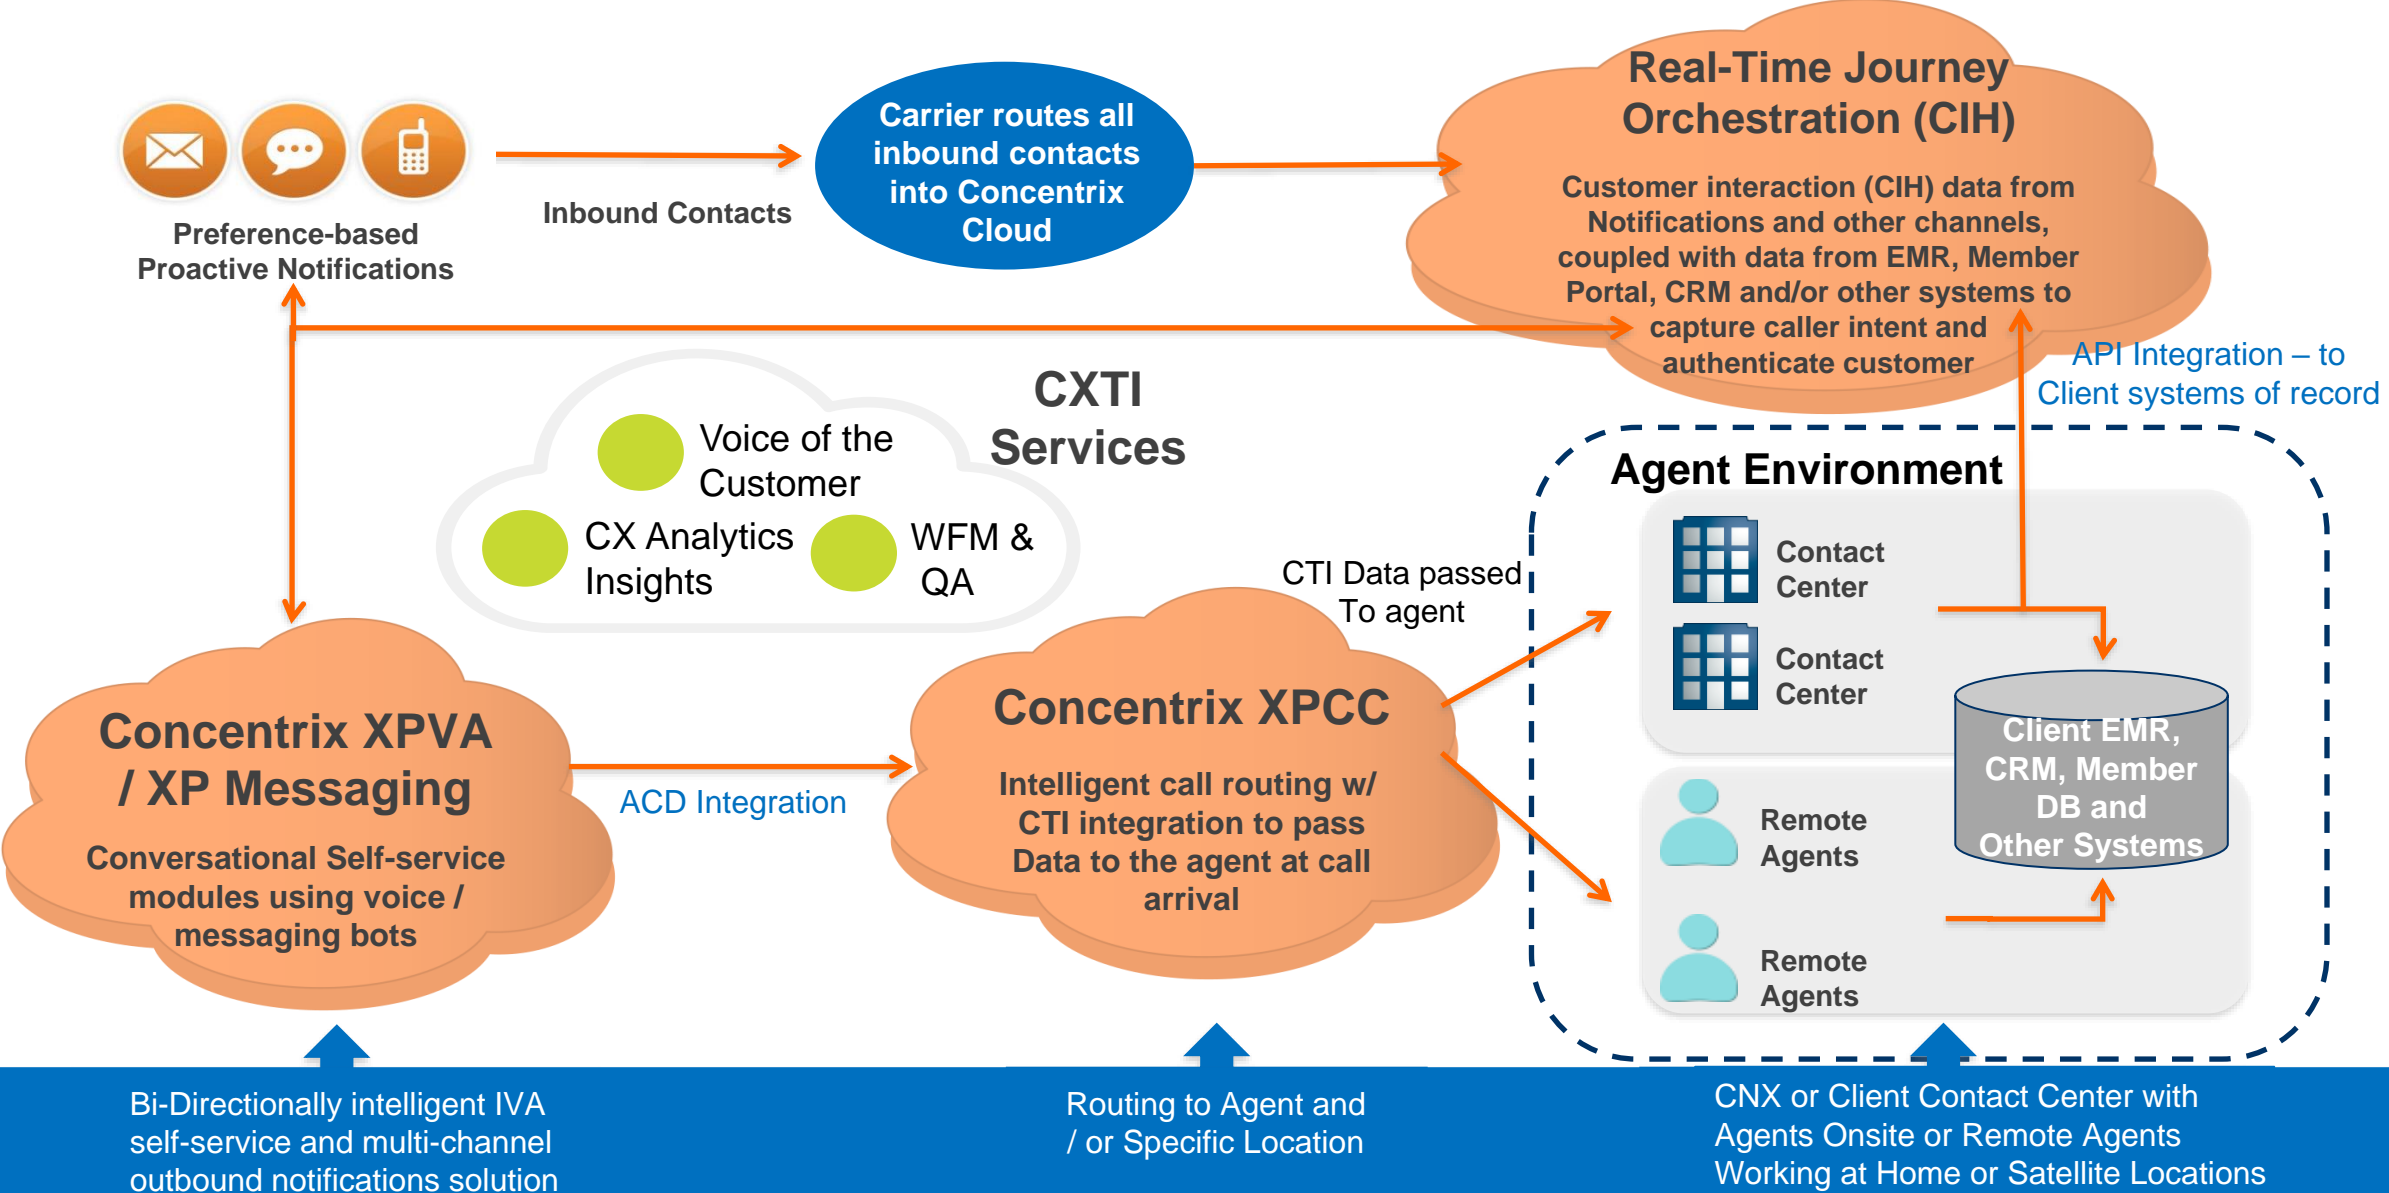 Preference-based
Proactive Notifications
Inbound Contacts
Carrier routes all
inbound contacts
into Concentrix
Cloud
Real-Time Journey
Orchestration (CIH)
Customer interaction (CIH) data from
Notifications and other channels,
coupled with data from EMR, Member
Portal, CRM and/or other systems to
capture caller intent and
authenticate customer
API Integration – to
Client systems of record
CXTI
Services
Voice of the
Customer
CX Analytics
Insights
WFM &
QA
CTI Data passed
To agent
Agent Environment
Contact
Center
Contact
Center
Client EMR,
CRM, Member
DB and
Other Systems
Remote
Agents
Remote
Agents
Concentrix XPVA
/ XP Messaging
Conversational Self-service
modules using voice /
messaging bots
ACD Integration
Concentrix XPCC
Intelligent call routing w/
CTI integration to pass
Data to the agent at call
arrival
Bi-Directionally intelligent IVA
self-service and multi-channel
outbound notifications solution
Routing to Agent and
/ or Specific Location
CNX or Client Contact Center with
Agents Onsite or Remote Agents
Working at Home or Satellite Locations